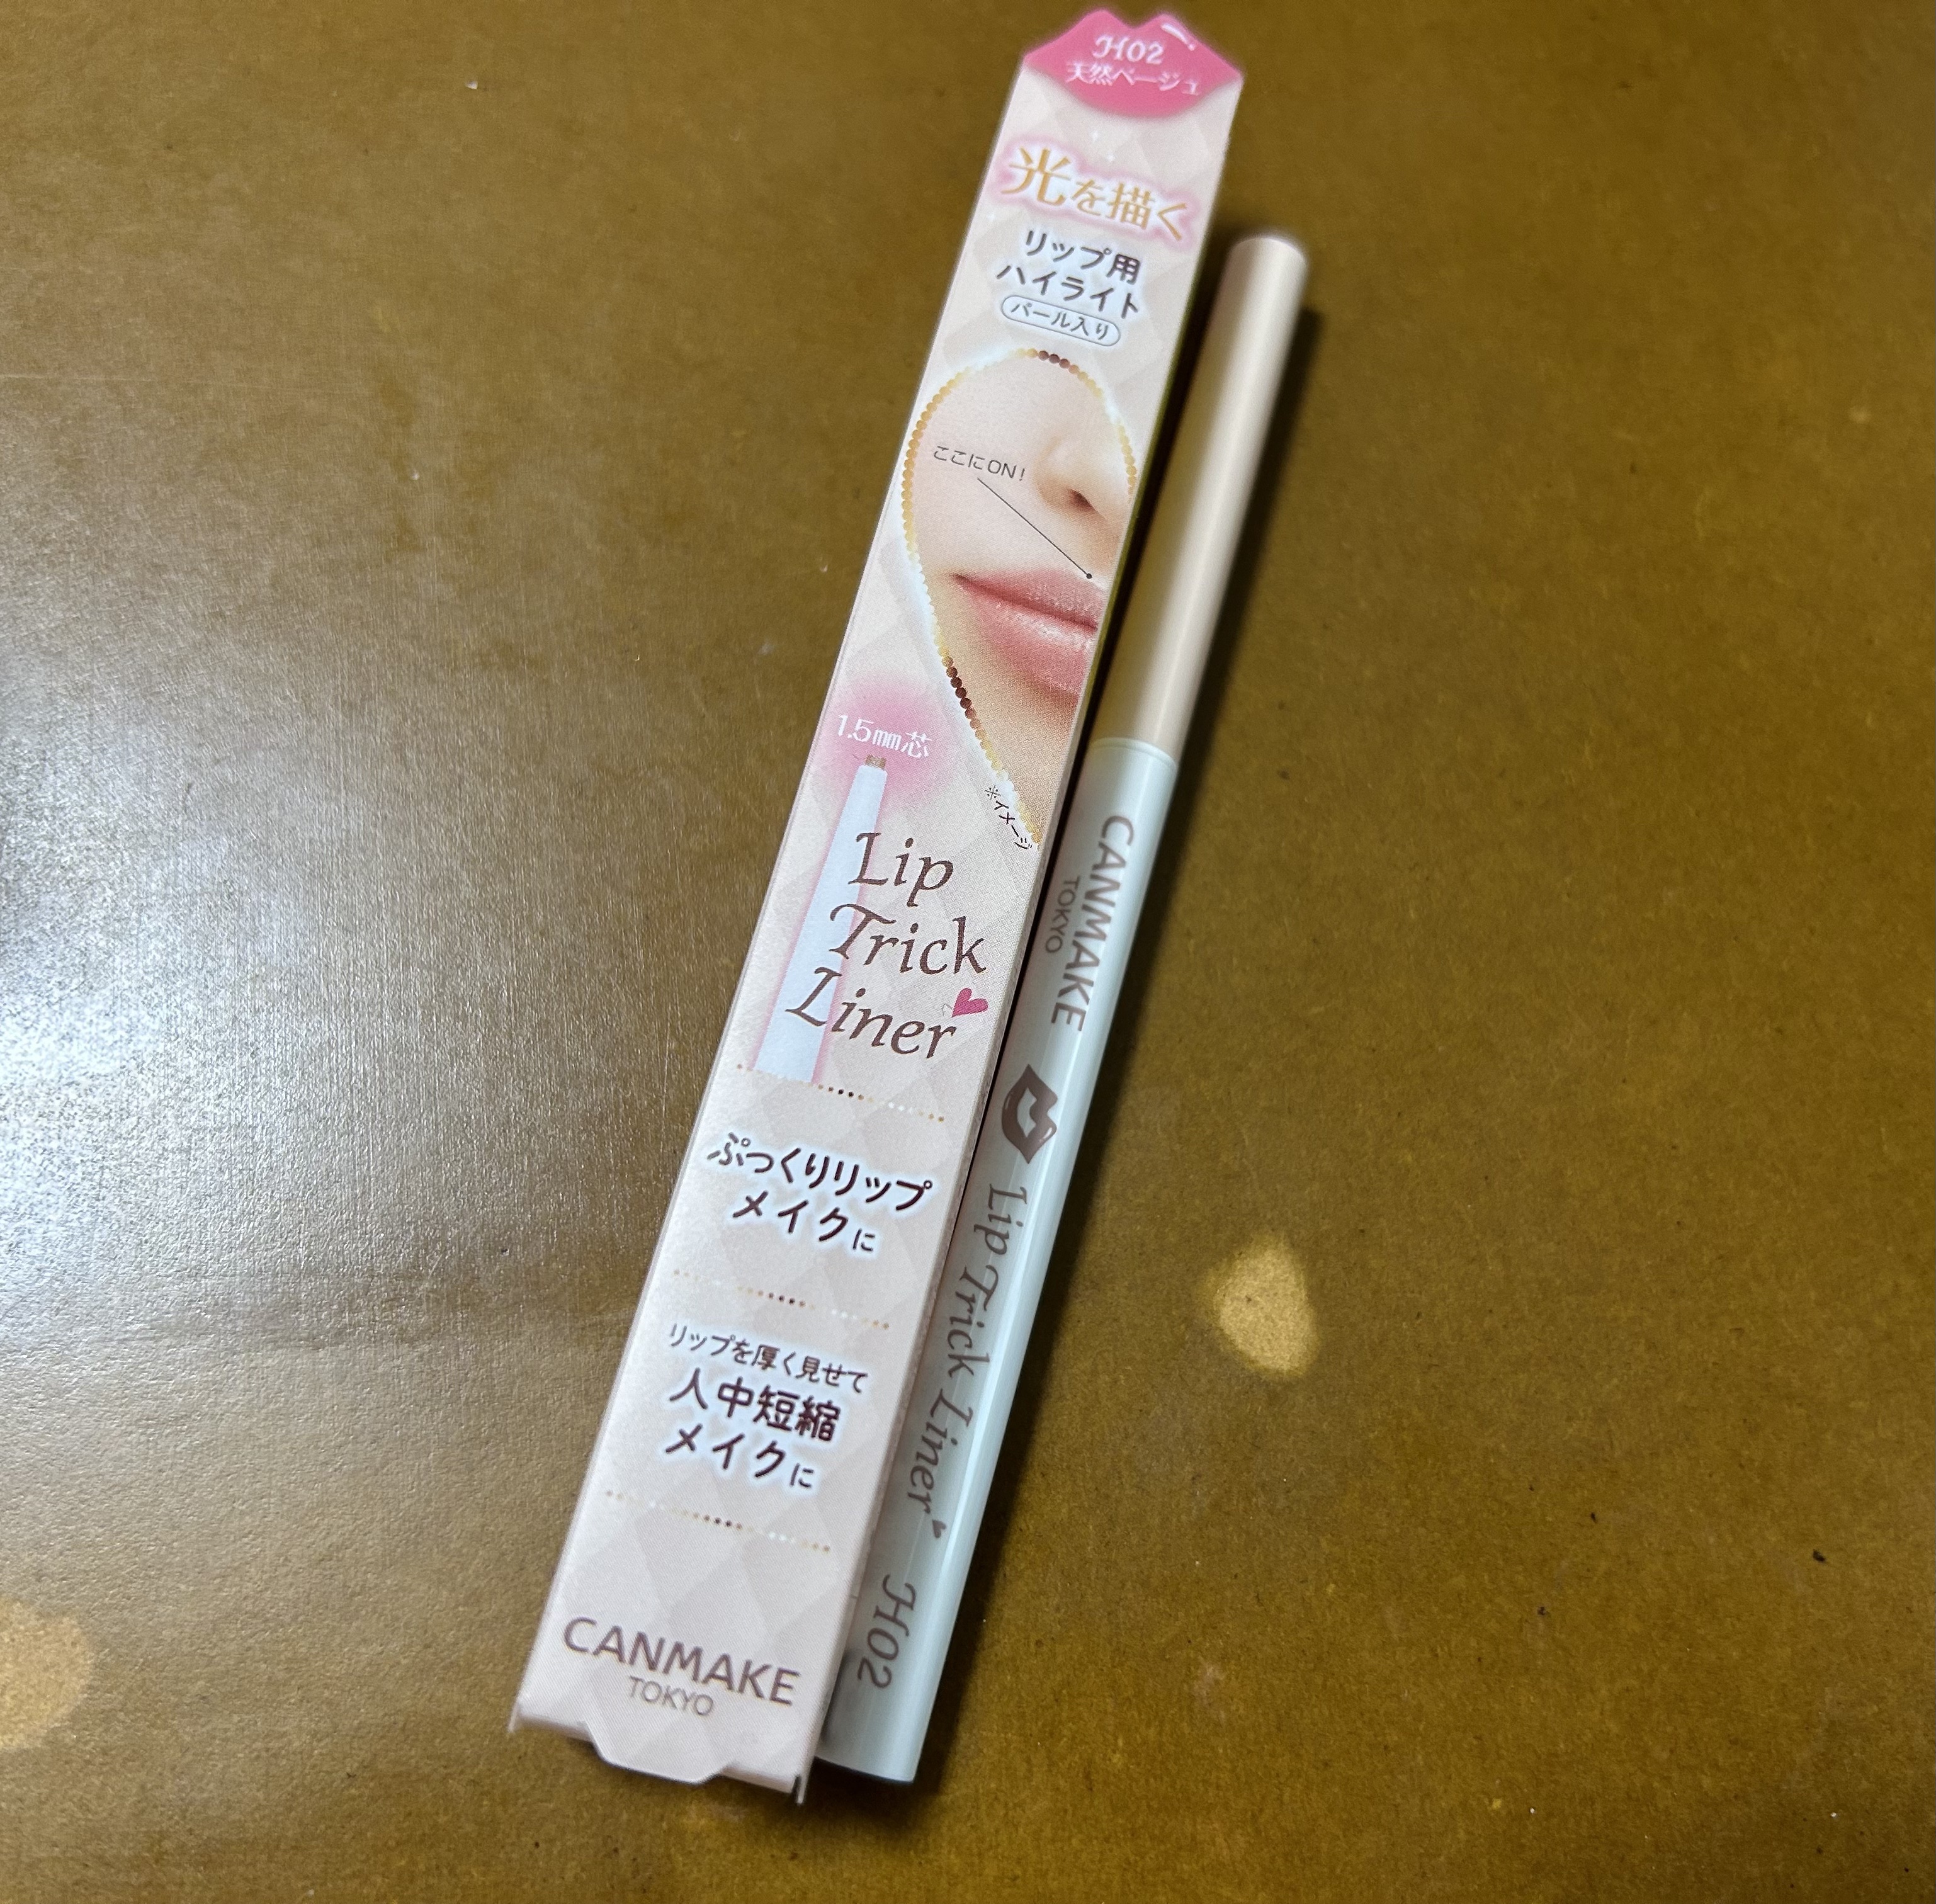 H02
天然ベージュ
光を描く
リップ用
ハイライト
パール入り
ここにON!
1.5mm芯
※イメージ
Lip
Trick
Liner
ぷっくりリップ
メイクに
リップを厚く見せて
人中短縮
メイクに
CANMAKE
TOKYO
CANMAKE
TOKYO
Lip Trick Liner
H02